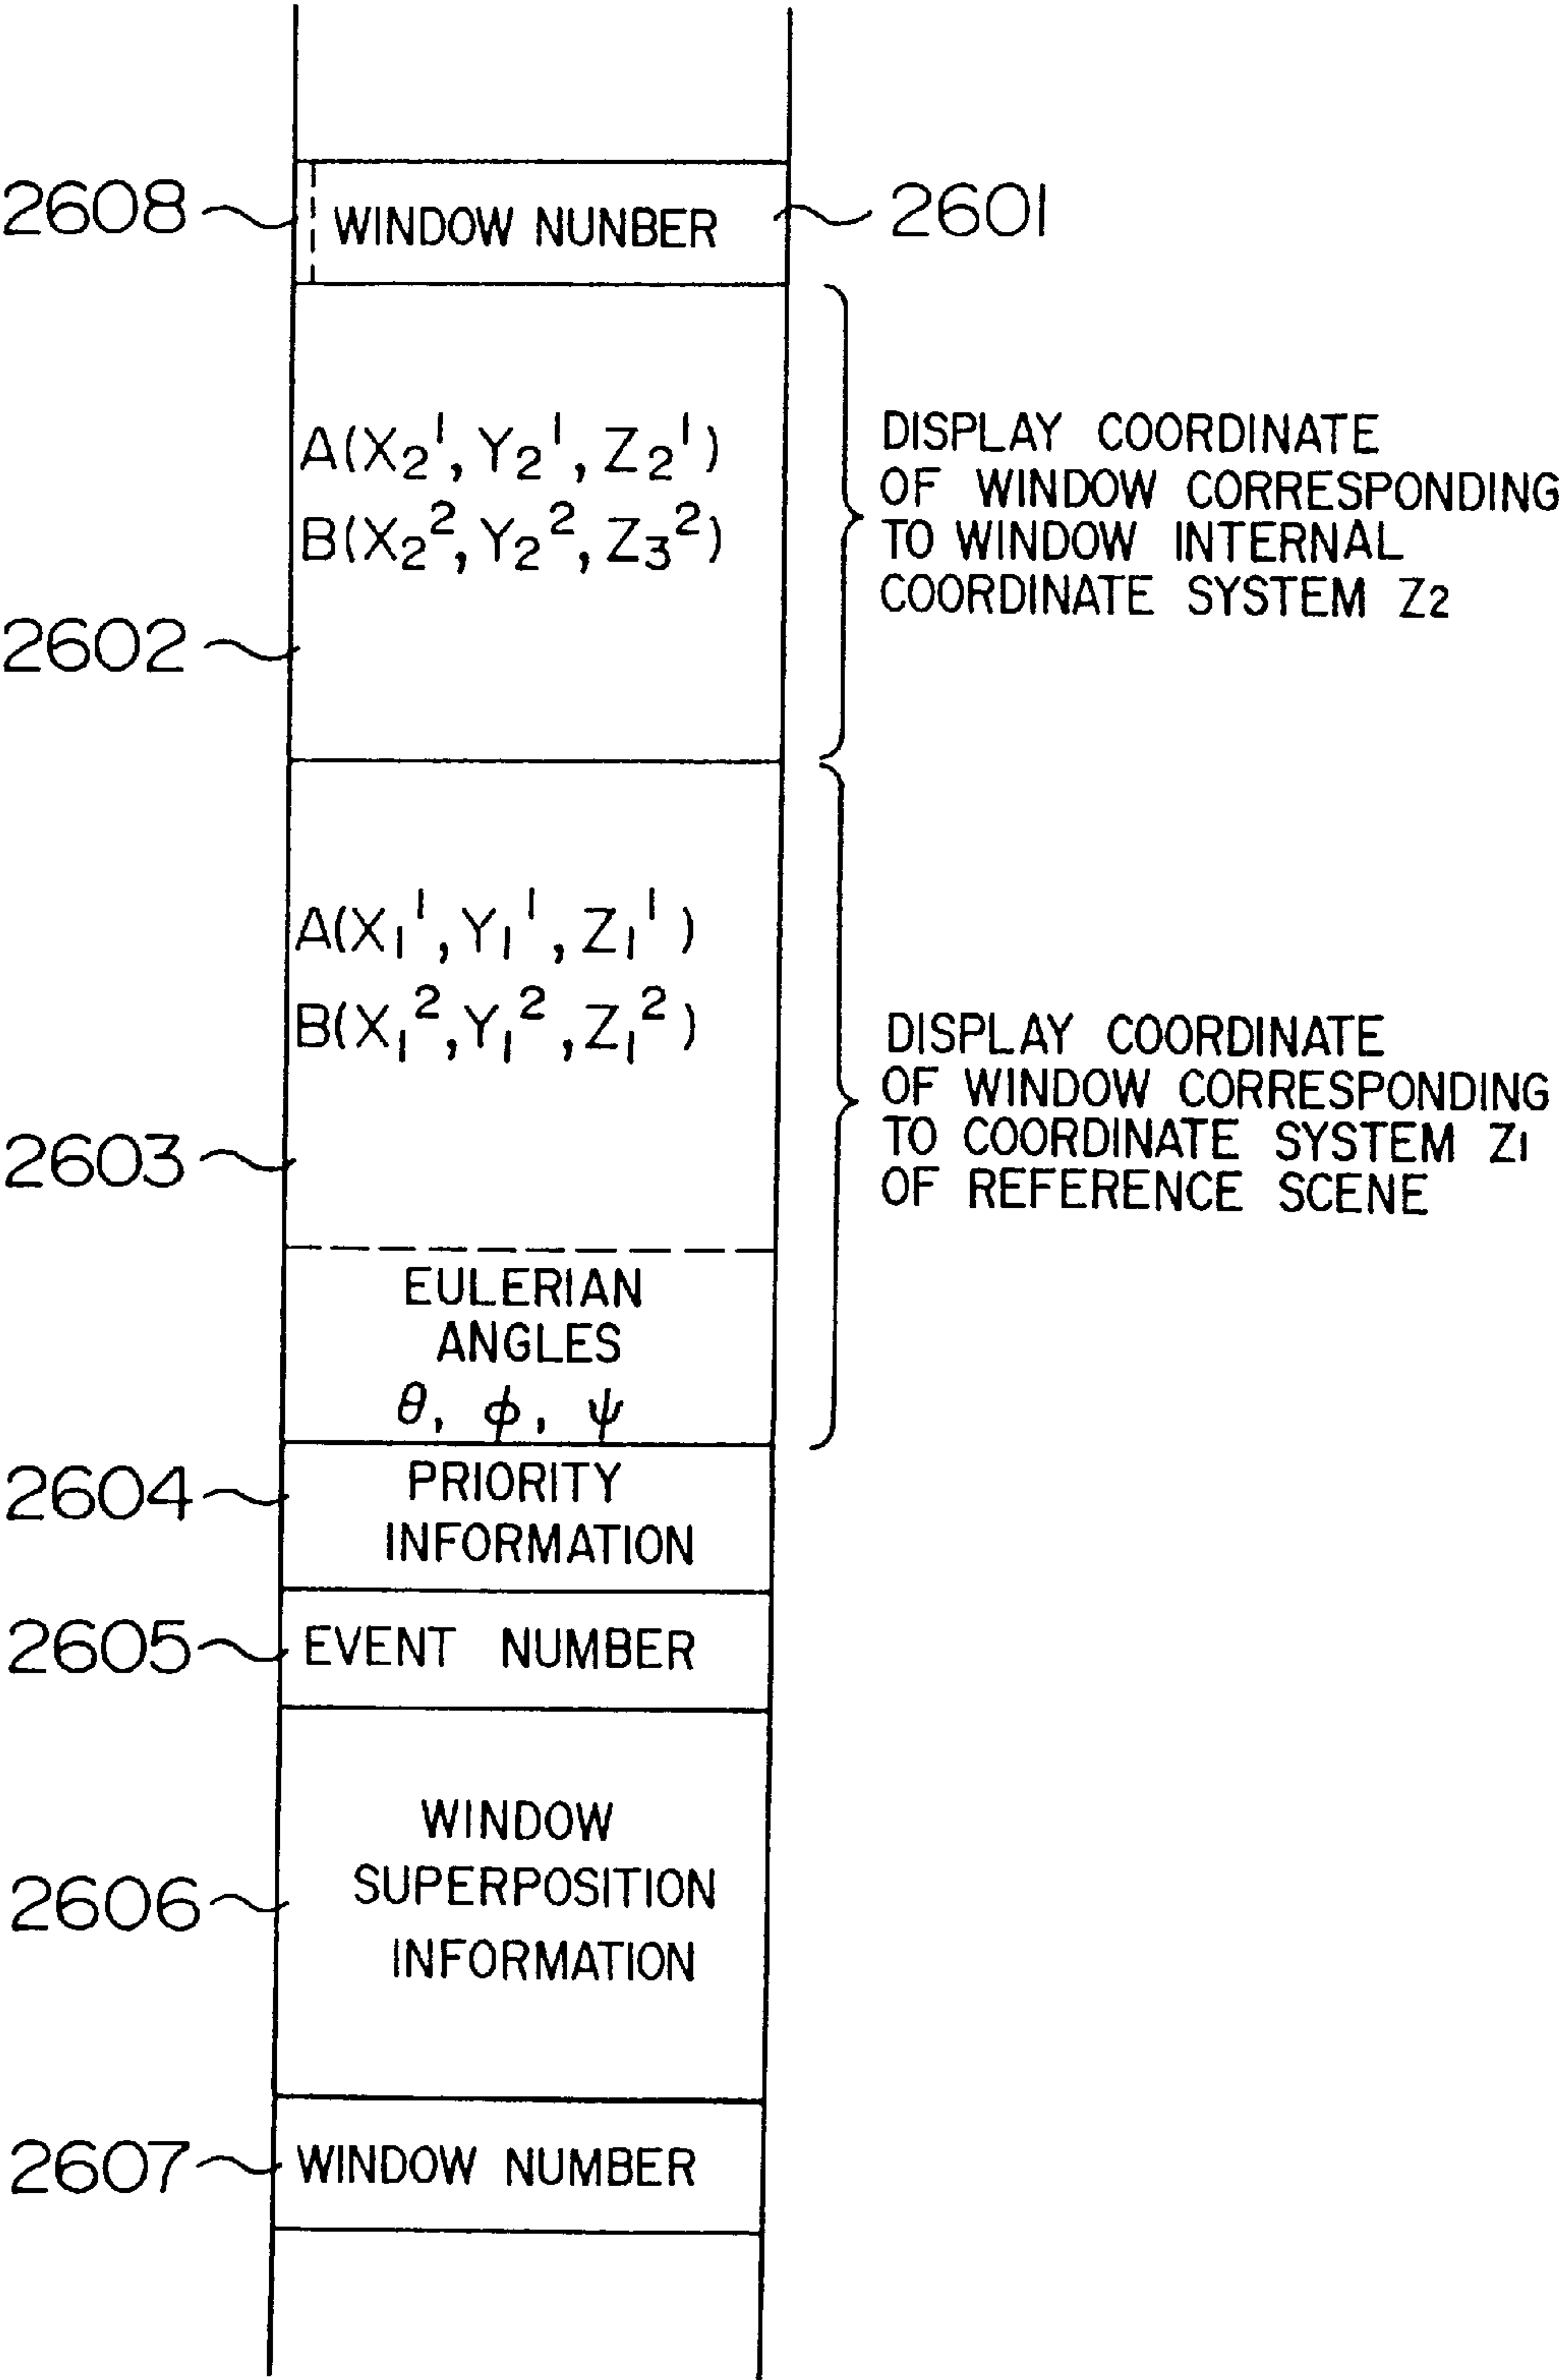 2608
WINDOW NUNBER
2601
A(X₂¹, Y₂¹, Z₂¹)
B(X₂², Y₂², Z₃²)
DISPLAY COORDINATE
OF WINDOW CORRESPONDING
TO WINDOW INTERNAL
COORDINATE SYSTEM Z2
2602
A(X₁¹, Y₁¹, Z₁¹)
B(X₁², Y₁², Z₁²)
DISPLAY COORDINATE
OF WINDOW CORRESPONDING
TO COORDINATE SYSTEM Z1
OF REFERENCE SCENE
2603
EULERIAN
ANGLES
θ, φ, ψ
2604
PRIORITY
INFORMATION
2605
EVENT NUMBER
WINDOW
SUPERPOSITION
INFORMATION
2606
2607
WINDOW NUMBER